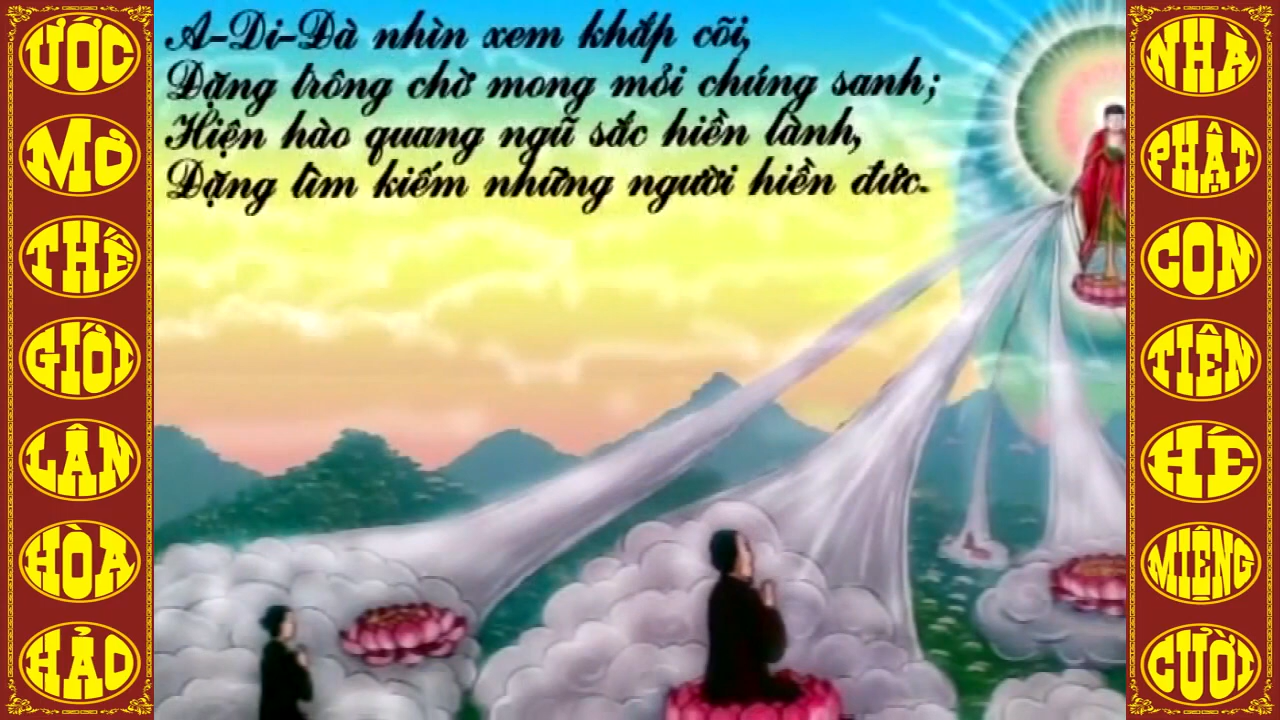 ƯỚC
MƠ
THẾ
GIỚI
LÂN
HÒA
HẢO
A-Di-Đà nhìn xem khắp cõi,
Đặng trông chờ mong mỏi chúng sanh;
Hiện hào quang ngũ sắc hiền lành,
Đặng tìm kiếm những người hiền đức.
NHÀ
PHẬT
CON
TIÊN
HÉ
MIỆNG
CƯỜI